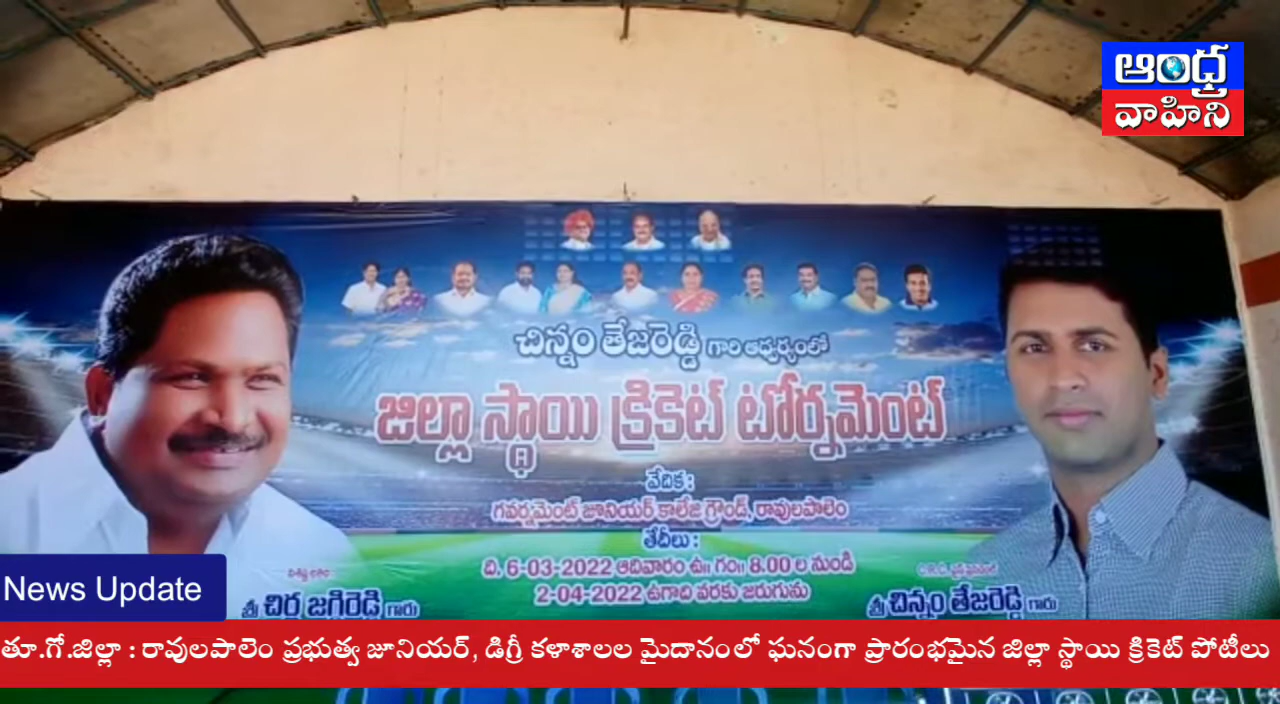 ఆంధ్ర
వాహిని
చిన్నం తేజరెడ్డి గారి ఆధ్వర్యంలో
జిల్లా స్థాయి క్రికెట్ టోర్నమెంట్
వేదిక :
గవర్నమెంట్ జూనియర్ కాలేజి గ్రౌండ్, రావులపాలెం
తేదీలు :
ది. 6-03-2022 ఆదివారం ఉ॥ గం॥ 8.00 ల నుండి
2-04-2022 ఉగాది వరకు జరుగును
శ్రీ చిర్ల జగ్గిరెడ్డి గారు
శ్రీ చిన్నం తేజరెడ్డి గారు
News Update
తూ.గో.జిల్లా : రావులపాలెం ప్రభుత్వ జూనియర్, డిగ్రీ కళాశాలల మైదానంలో ఘనంగా ప్రారంభమైన జిల్లా స్థాయి క్రికెట్ పోటీలు